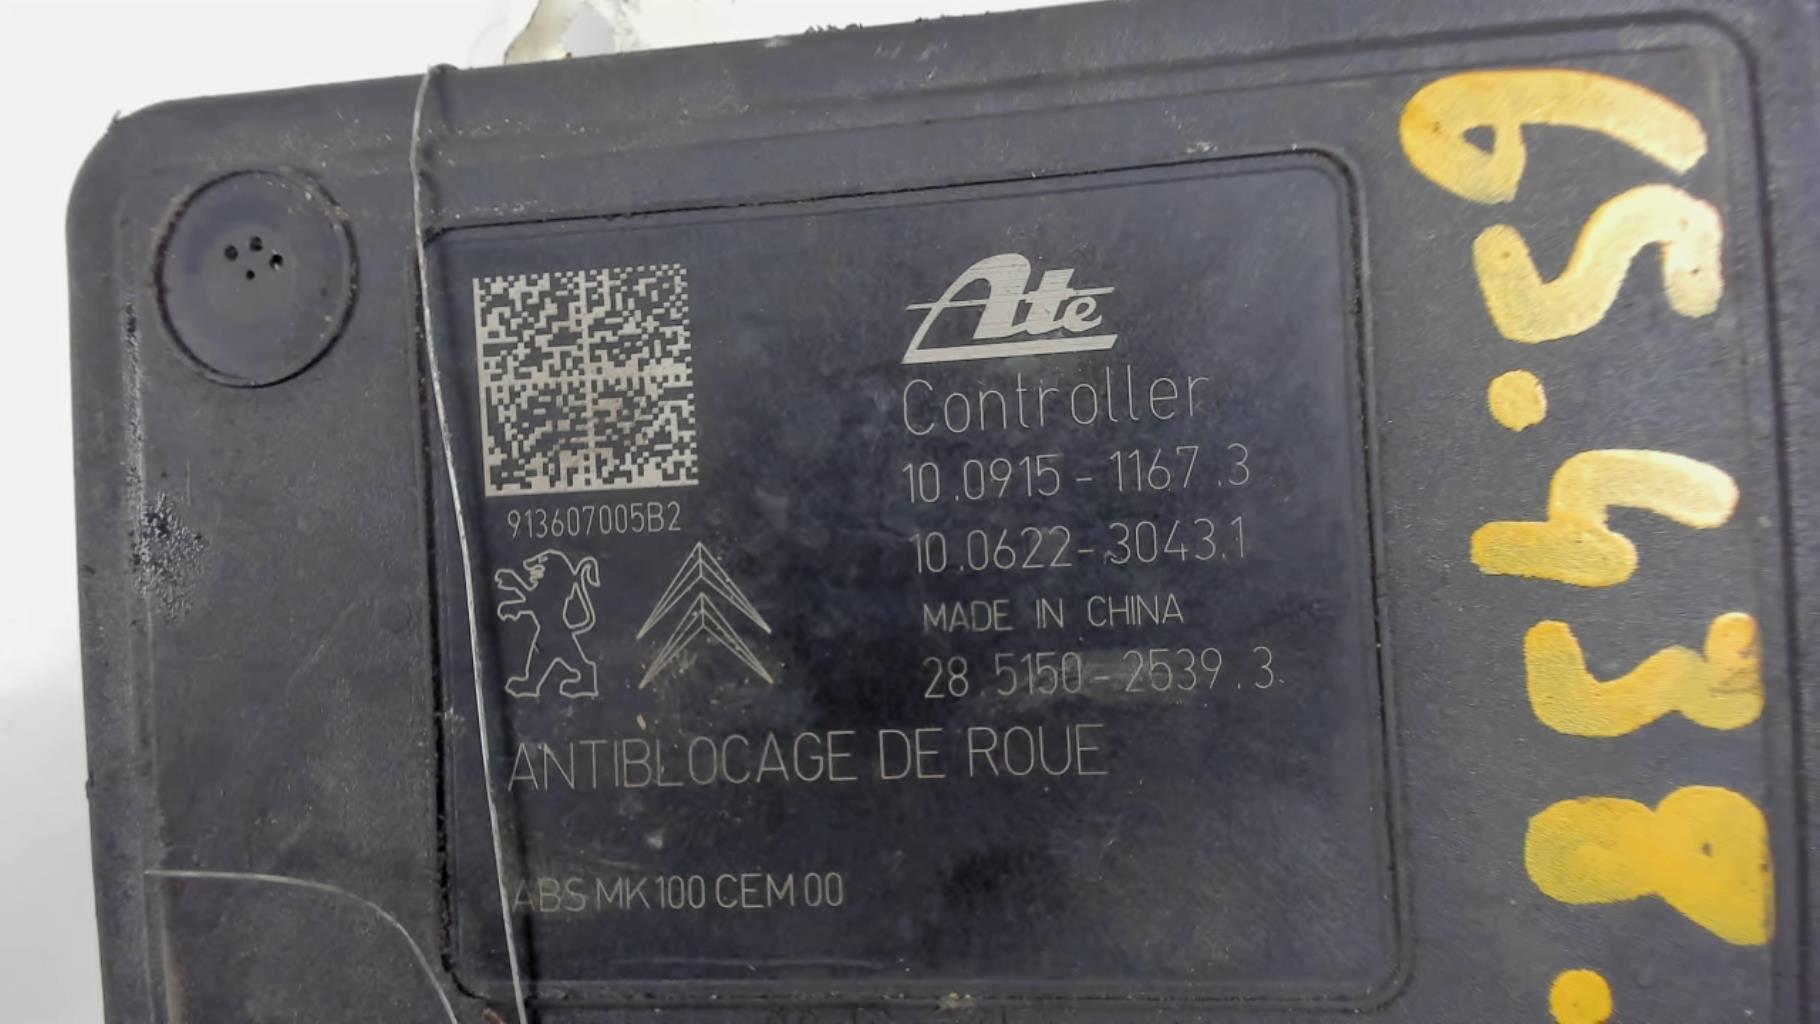 Ate
Controller
10.0915-1167.3
10.0622-3043.1
MADE IN CHINA
28.5150-2539.3
913607005B2
ANTIBLOCAGE DE ROUE
ABS MK100 CEM 00